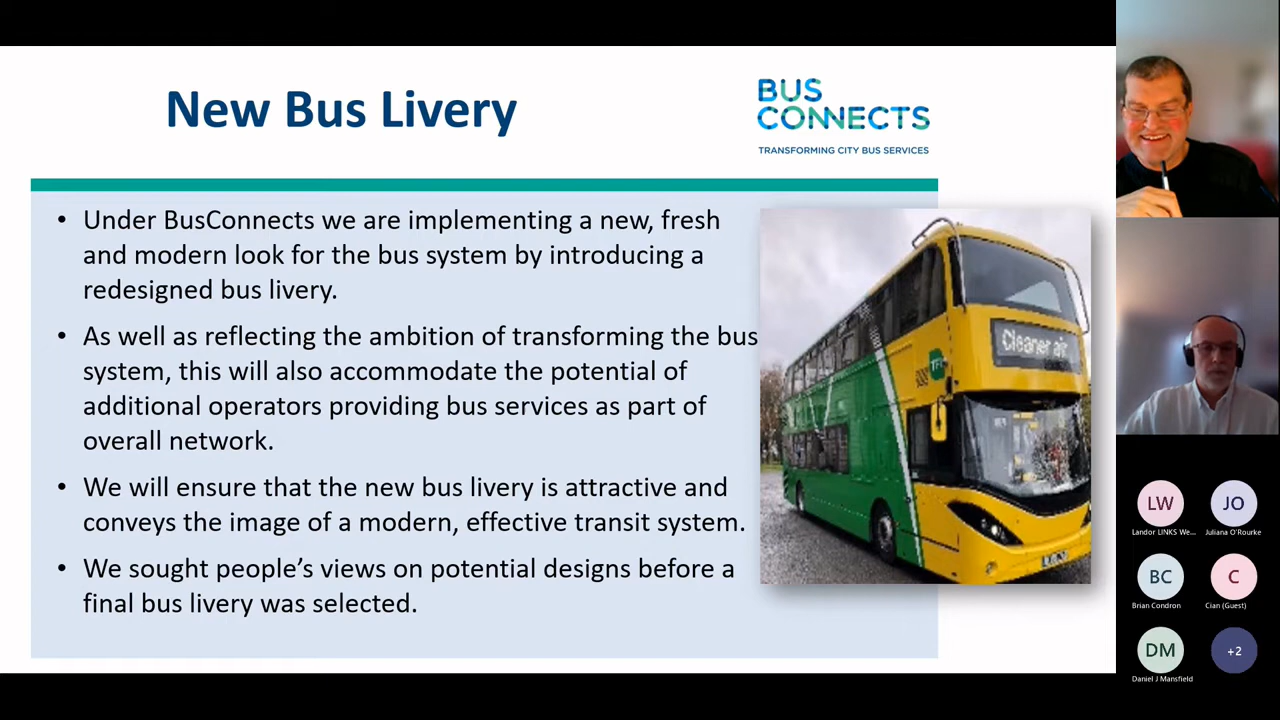 New Bus Livery
BUS
CONNECTS
TRANSFORMING CITY BUS SERVICES
• Under BusConnects we are implementing a new, fresh
and modern look for the bus system by introducing a
redesigned bus livery.
• As well as reflecting the ambition of transforming the bus
system, this will also accommodate the potential of
additional operators providing bus services as part of
overall network.
• We will ensure that the new bus livery is attractive and
conveys the image of a modern, effective transit system.
• We sought people’s views on potential designs before a
final bus livery was selected.
Cleaner air
TFI
LW
Landor LINKS We...
JO
Juliana O'Rourke
BC
Brian Condron
C
Cian (Guest)
DM
Daniel J Mansfield
+2